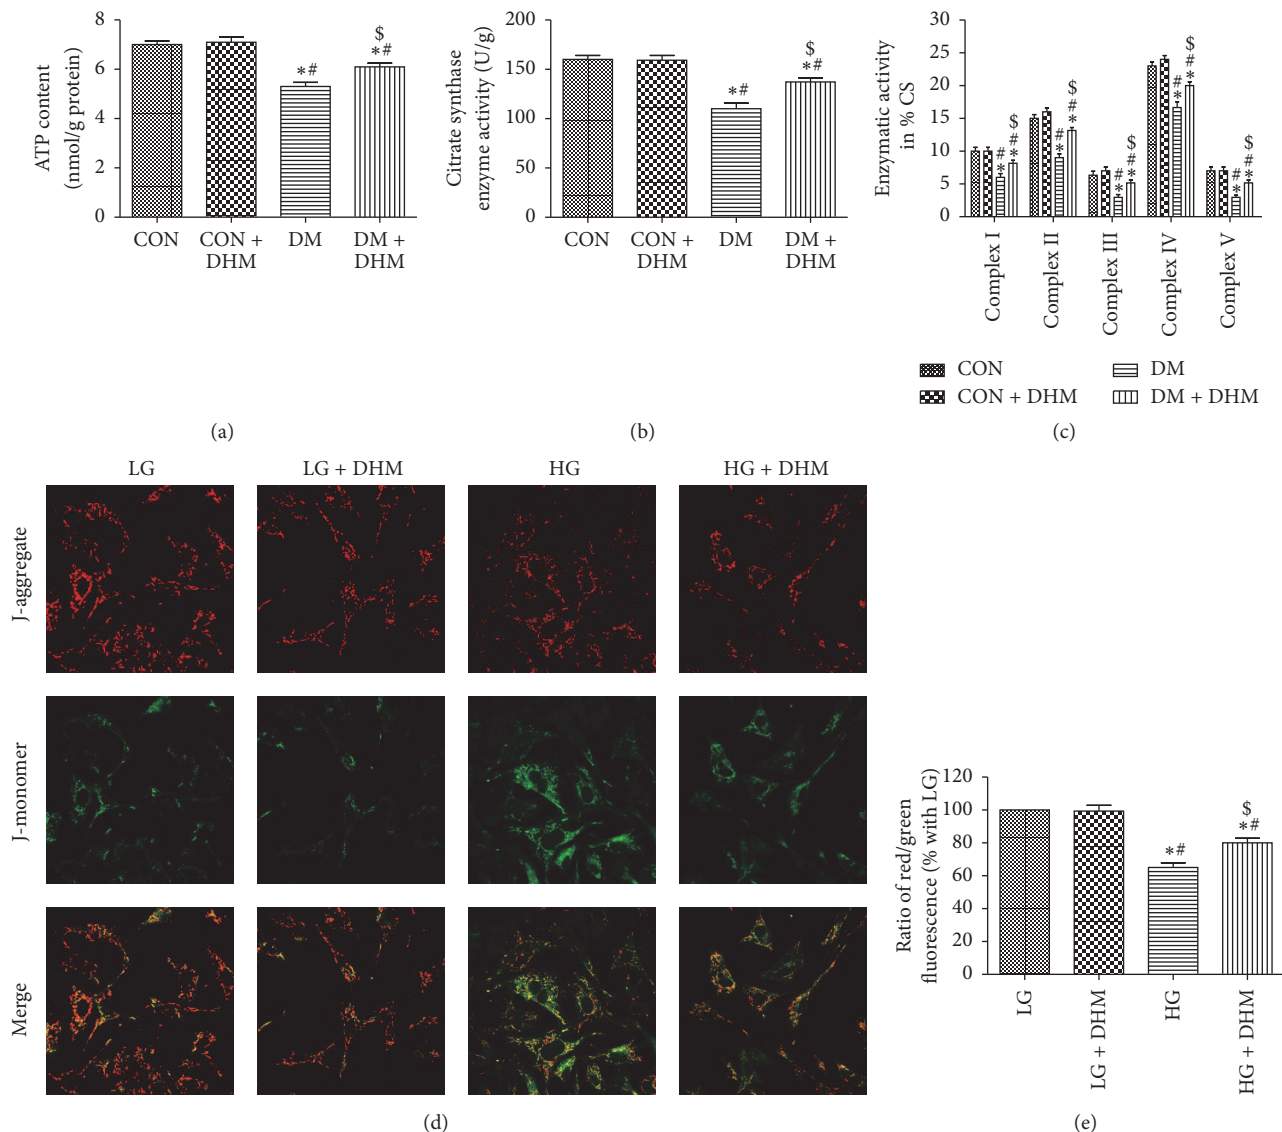 ATP content
(nmol/g protein)
8
6
4
2
0
*#
$
*#
CON
CON +
DHM
DM
DM +
DHM
(a)
Citrate synthase
enzyme activity (U/g)
200
150
100
50
0
*#
$
*#
CON
CON +
DHM
DM
DM +
DHM
(b)
Enzymatic activity
in % CS
30
25
20
15
10
5
0
*#
*#$
*#
*#$
*#
*#$
*#
*#$
*#
*#$
Complex I
Complex II
Complex III
Complex IV
Complex V
CON
DM
CON + DHM
DM + DHM
(c)
LG
LG + DHM
HG
HG + DHM
J-aggregate
J-monomer
Merge
(d)
Ratio of red/green
fluorescence (% with LG)
120
100
80
60
40
20
0
*#
$
*#
LG
LG + DHM
HG
HG + DHM
(e)